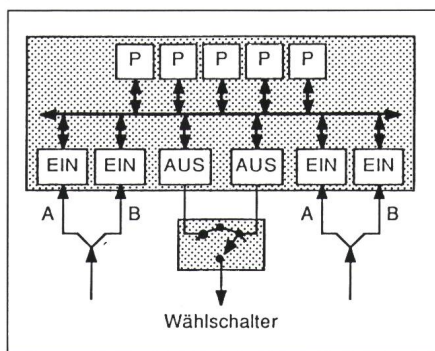 P P P P P
EIN EIN AUS AUS EIN EIN
A B A B
Wählschalter